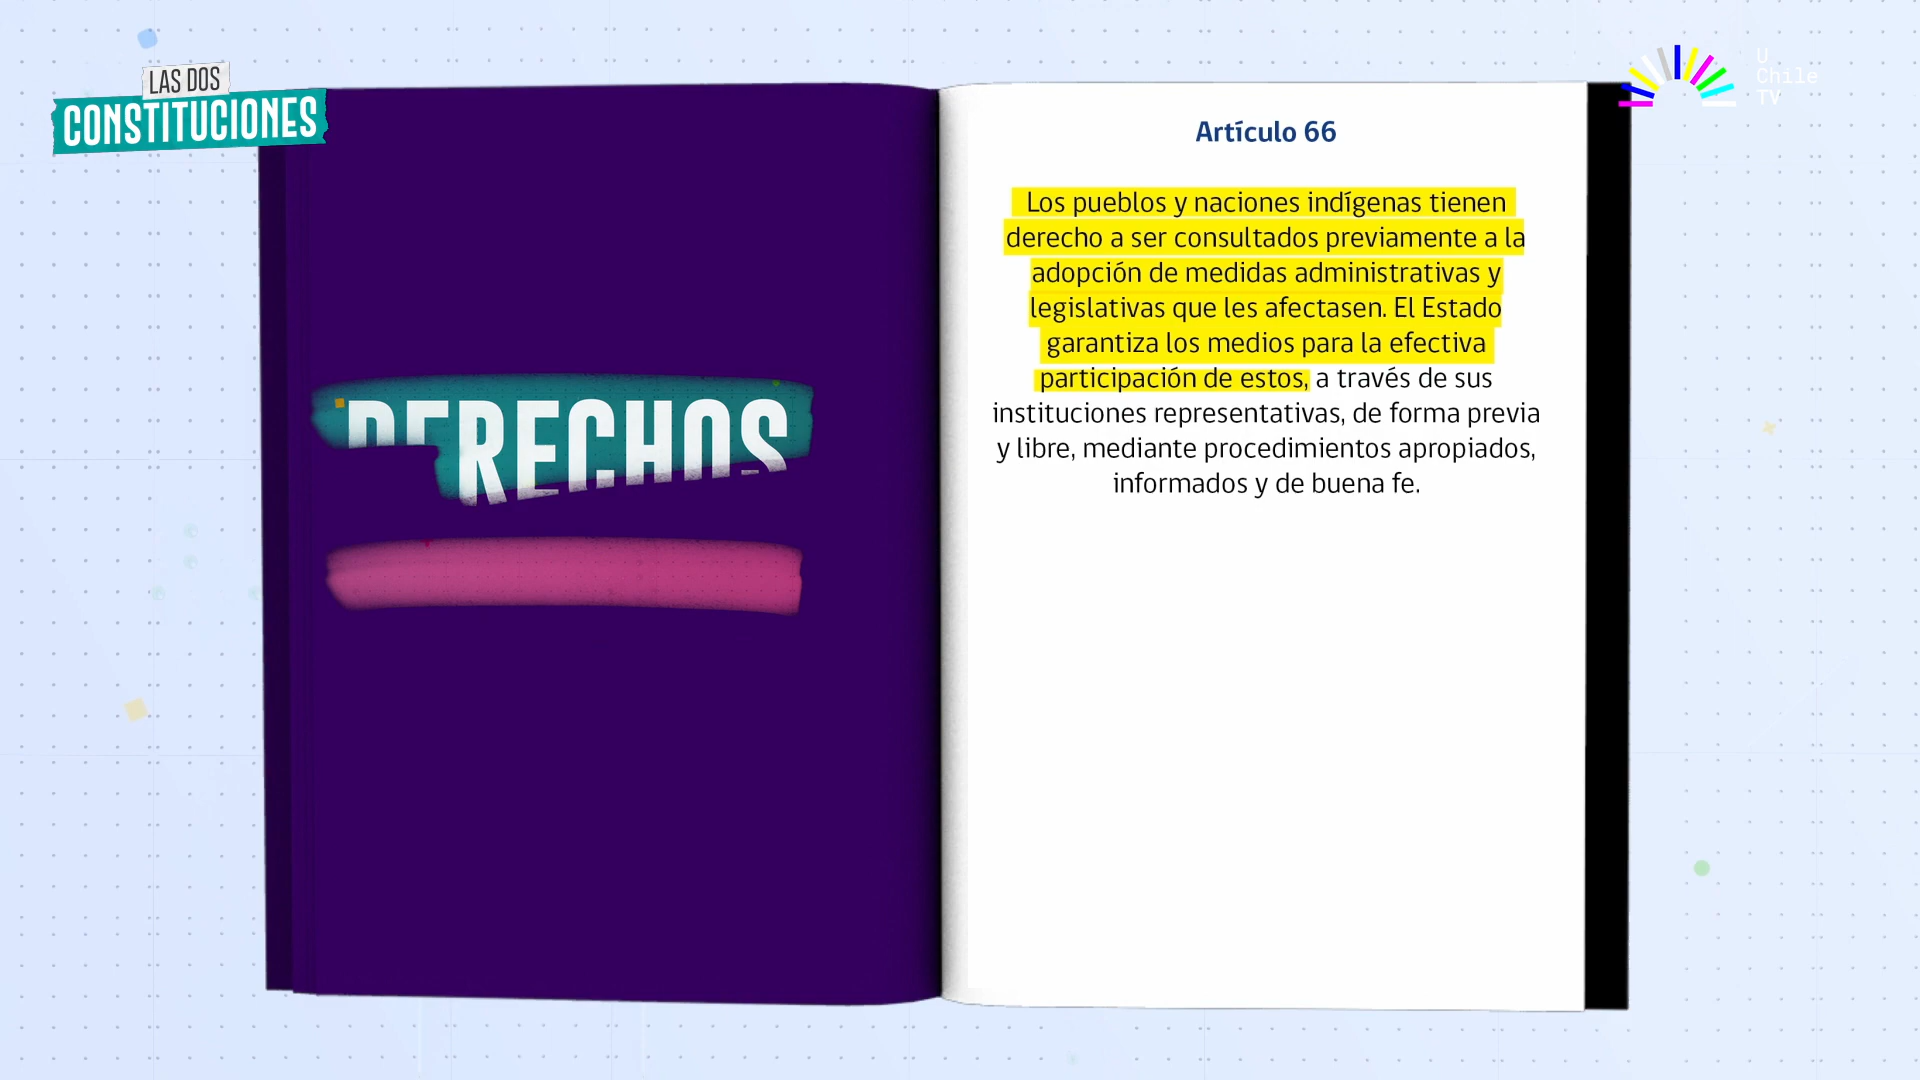 LAS DOS
CONSTITUCIONES
U
Chile
TV
DERECHOS
Artículo 66
Los pueblos y naciones indígenas tienen
derecho a ser consultados previamente a la
adopción de medidas administrativas y
legislativas que les afectasen. El Estado
garantiza los medios para la efectiva
participación de estos, a través de sus
instituciones representativas, de forma previa
y libre, mediante procedimientos apropiados,
informados y de buena fe.